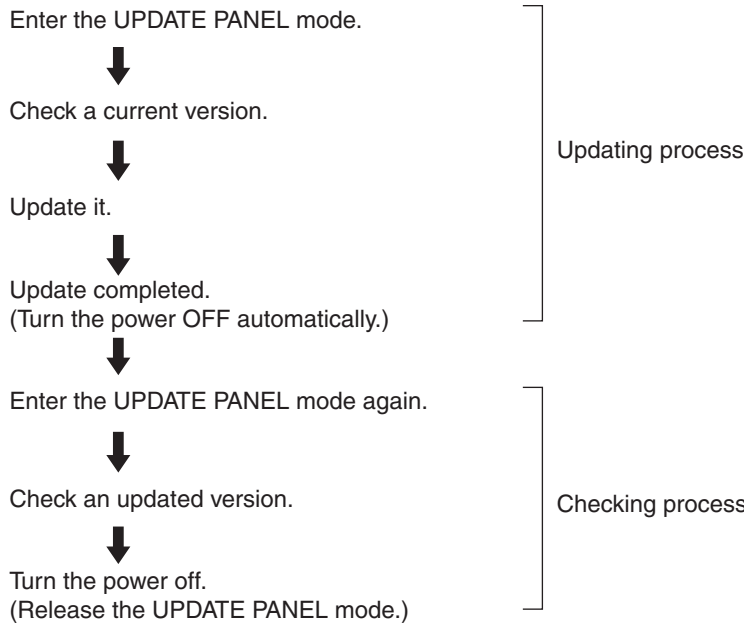 Enter the UPDATE PANEL mode.
Check a current version.
Updating process
Update it.
Update completed.
(Turn the power OFF automatically.)
Enter the UPDATE PANEL mode again.
Check an updated version.
Checking process
Turn the power off.
(Release the UPDATE PANEL mode.)